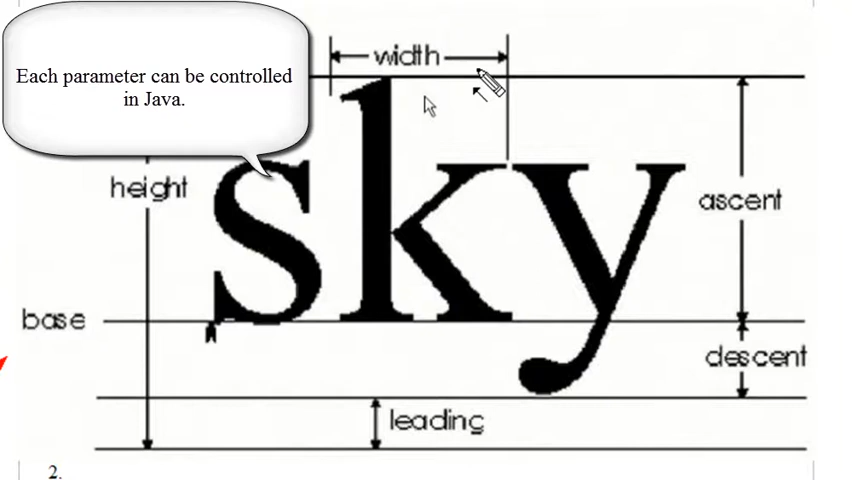 Each parameter can be controlled
in Java.
width
height
sky
ascent
base
descent
leading
2.